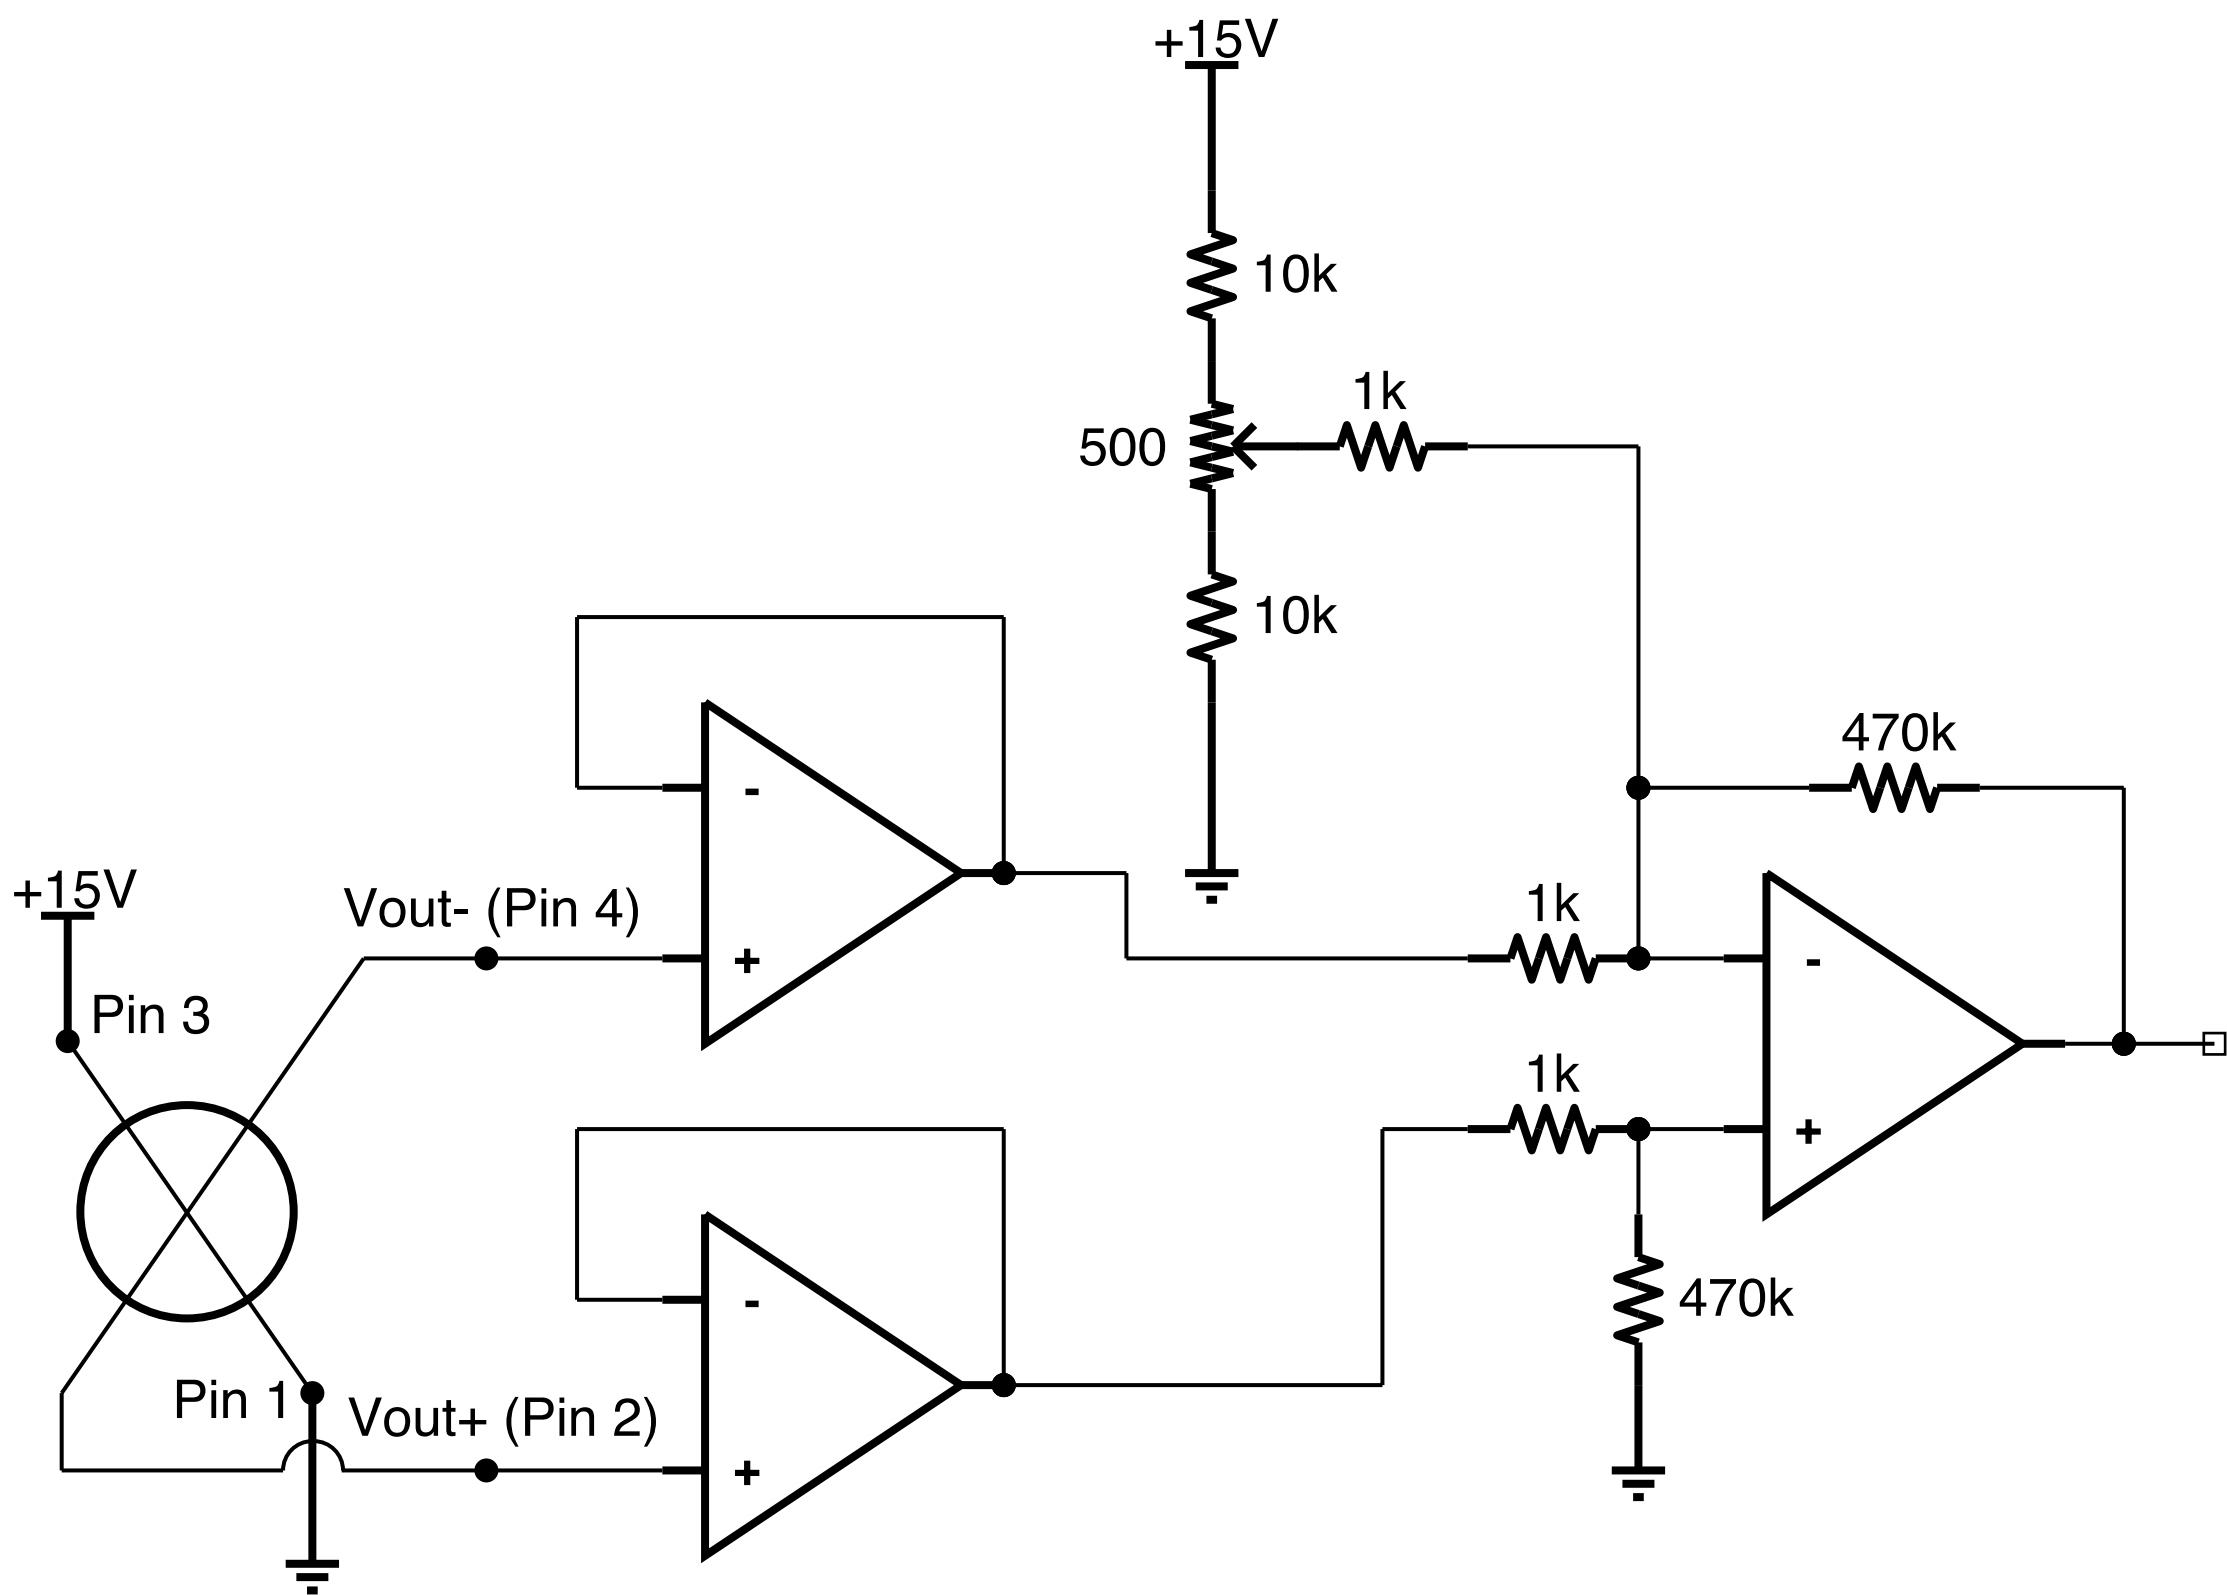 +15V
10k
1k
500
10k
470k
+15V
Vout- (Pin 4)
-
+
Pin 3
1k
-
1k
+
Pin 1
Vout+ (Pin 2)
-
+
470k